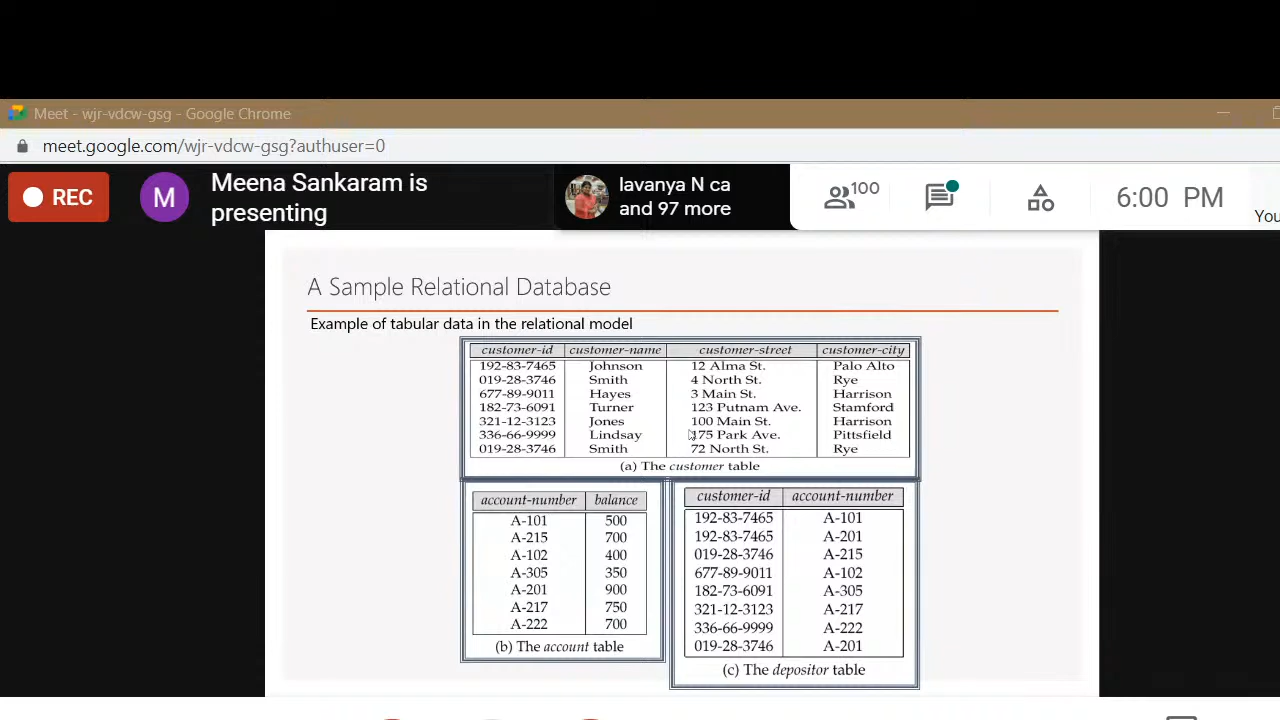 Meet - wjr-vdcw-gsg - Google Chrome
meet.google.com/wjr-vdcw-gsg?authuser=0
REC
M
Meena Sankaram is
presenting
lavanya N ca
and 97 more
100
6:00 PM
You
A Sample Relational Database
Example of tabular data in the relational model
customer-id customer-name customer-street customer-city
192-83-7465 Johnson 12 Alma St. Palo Alto
019-28-3746 Smith 4 North St. Rye
677-89-9011 Hayes 3 Main St. Harrison
182-73-6091 Turner 123 Putnam Ave. Stamford
321-12-3123 Jones 100 Main St. Harrison
336-66-9999 Lindsay 175 Park Ave. Pittsfield
019-28-3746 Smith 72 North St. Rye
(a) The customer table
account-number balance
A-101 500
A-215 700
A-102 400
A-305 350
A-201 900
A-217 750
A-222 700
(b) The account table
customer-id account-number
192-83-7465 A-101
192-83-7465 A-201
019-28-3746 A-215
677-89-9011 A-102
182-73-6091 A-305
321-12-3123 A-217
336-66-9999 A-222
019-28-3746 A-201
(c) The depositor table